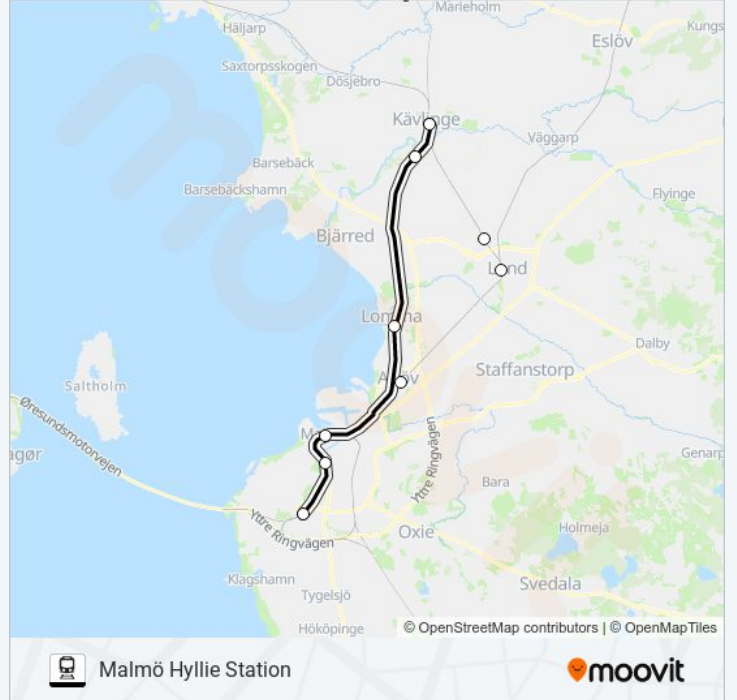 Marieholm
Häljarp
Kungs
Eslöv
Saxtorpsskogen
Dösjebro
Kävlinge
Väggarp
Barsebäck
Barsebäckshamn
Flyinge
Bjärred
Lund
Lomma
Dalby
Staffanstorp
Saltholm
Øresundsmotorvejen
agør
Yttre Ringvägen
Genarp
Bara
Yttre Ringvägen
Oxie
Holmeja
Klagshamn
Svedala
Tygelsjö
Hököpinge
© OpenStreetMap contributors | © OpenMapTiles
Malmö Hyllie Station
moovit